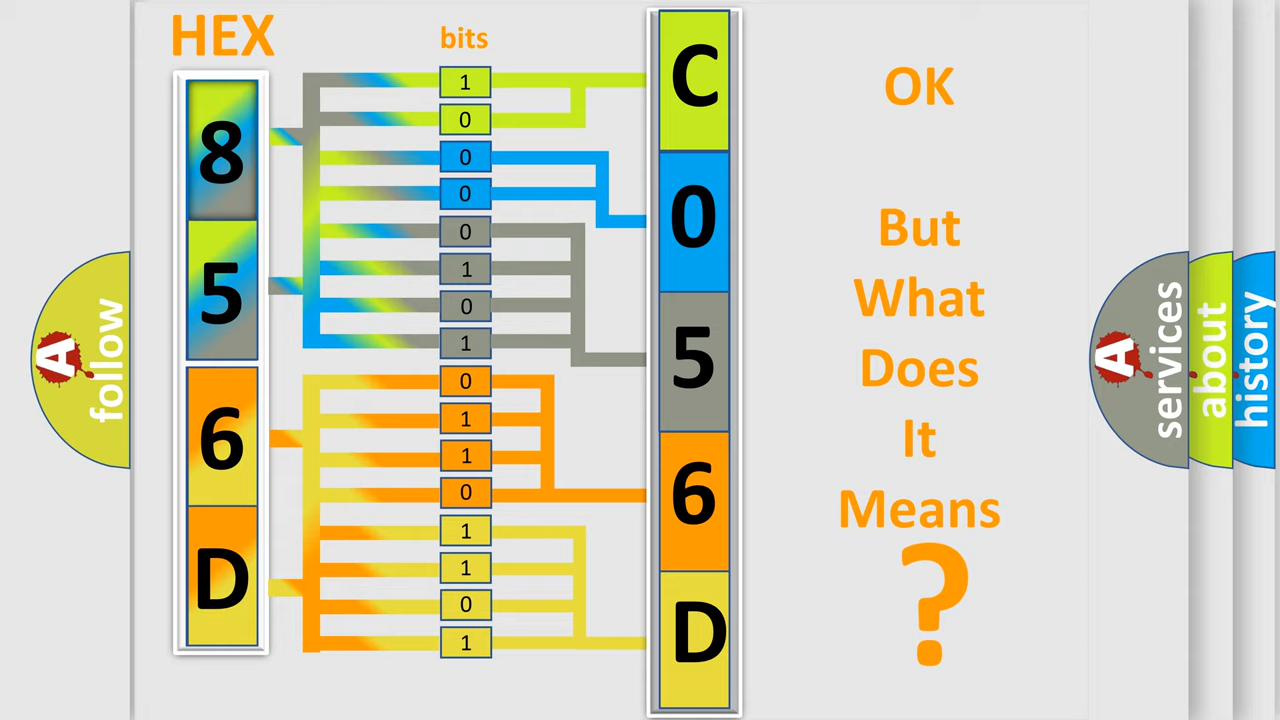 HEX
bits
8
5
6
D
1
0
0
0
0
1
0
1
0
1
1
0
1
1
0
1
C
0
5
6
D
OK
But
What
Does
It
Means
?
A
follow
A
services
about
history